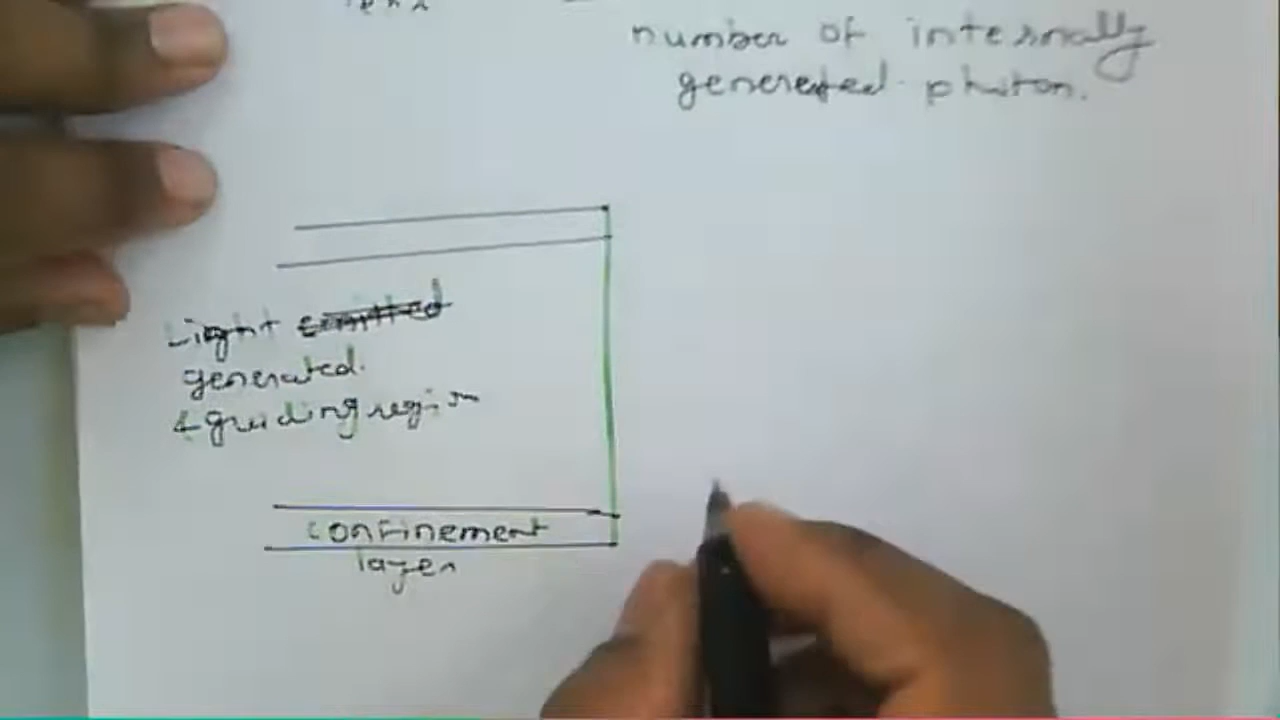 number of internally
generated photon.
Light emitted
generated.
& guiding region
confinement
layer